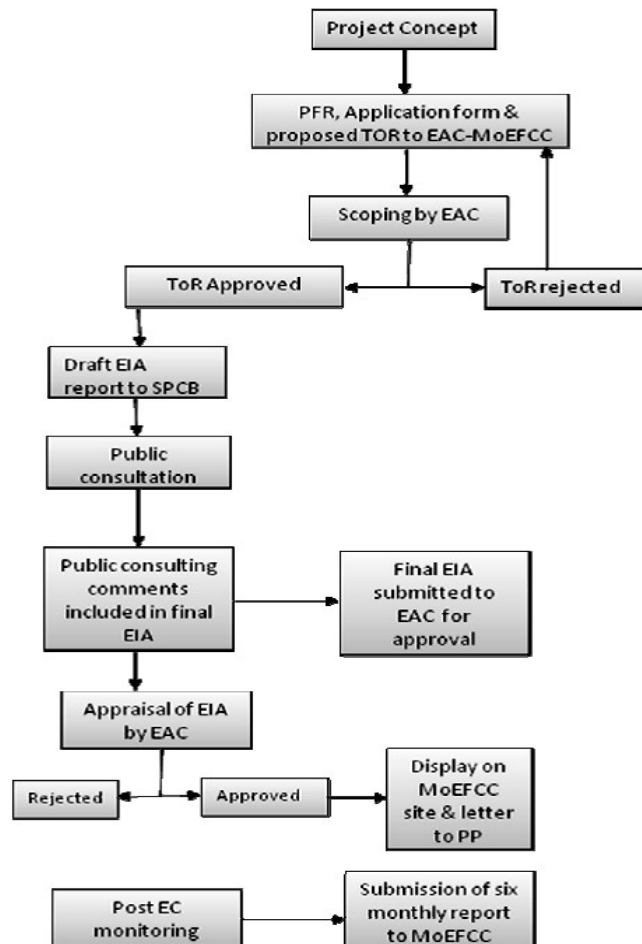 Project Concept
PFR, Application form &
proposed TOR to EAC-MoEFCC
Scoping by EAC
ToR Approved
ToR rejected
Draft EIA
report to SPCB
Public
consultation
Public consulting
comments
included in final
EIA
Final EIA
submitted to
EAC for
approval
Appraisal of EIA
by EAC
Rejected
Approved
Display on
MoEFCC
site & letter
to PP
Post EC
monitoring
Submission of six
monthly report
to MoEFCC